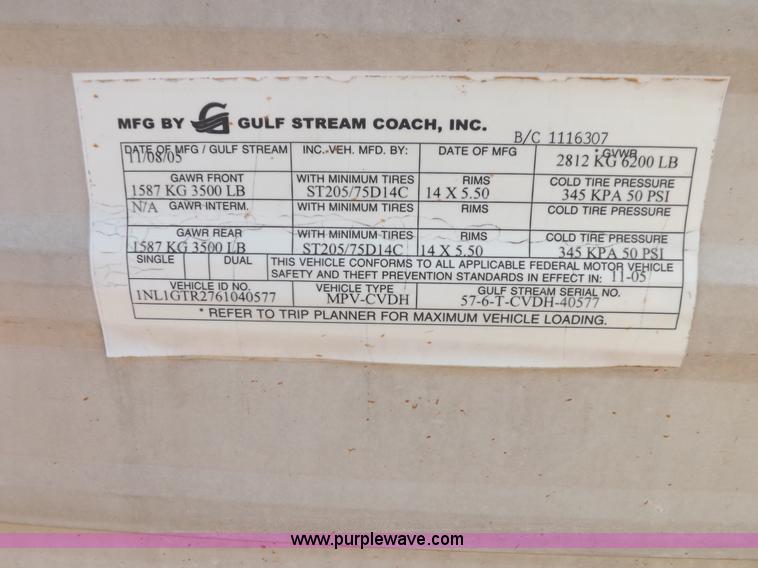 MFG BY GULF STREAM COACH, INC.
B/C 1116307
DATE OF MFG / GULF STREAM INC. VEH. MFD. BY: DATE OF MFG * GVWR
11/08/05 2812 KG 6200 LB
GAWR FRONT WITH MINIMUM TIRES RIMS COLD TIRE PRESSURE
1587 KG 3500 LB ST205/75D14C 14 X 5.50 345 KPA 50 PSI
N/A GAWR INTERM. WITH MINIMUM TIRES RIMS COLD TIRE PRESSURE
GAWR REAR WITH MINIMUM TIRES RIMS COLD TIRE PRESSURE
1587 KG 3500 LB ST205/75D14C 14 X 5.50 345 KPA 50 PSI
SINGLE DUAL THIS VEHICLE CONFORMS TO ALL APPLICABLE FEDERAL MOTOR VEHICLE
SAFETY AND THEFT PREVENTION STANDARDS IN EFFECT IN: 11-05
VEHICLE ID NO. VEHICLE TYPE GULF STREAM SERIAL NO.
1NL1GTR2761040577 MPV-CVDH 57-6-T-CVDH-40577
* REFER TO TRIP PLANNER FOR MAXIMUM VEHICLE LOADING.
www.purplewave.com